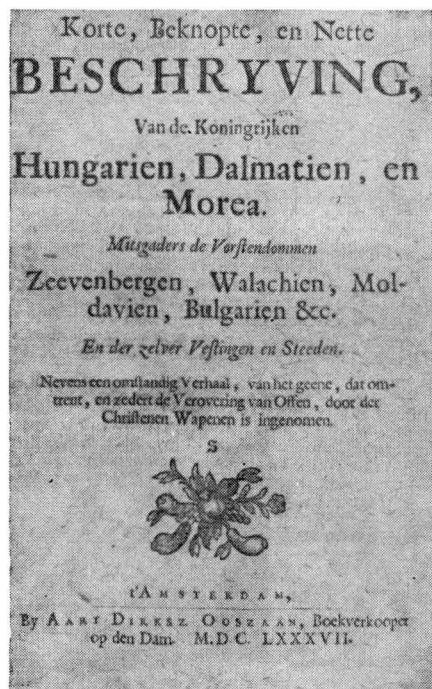 Korte, Beknopte, en Nette
BESCHRYVING,
Van de Koningrijken
Hungarien, Dalmatien, en
Morea.
Mitsgaders de Vorstendommen
Zeevenbergen, Walachien, Mol-
davien, Bulgarien &c.
En der zelver Vestingen en Steeden.
Nevens een omstandig Verhaal, van het geene, dat om-
trent, en zedert de Verovering van Offen, door der
Christenen Wapenen is ingenomen.
S
t'AMSTERDAM,
By AART DIRKSZ OOSZAAN, Boekverkooper
op den Dam. M.D C. LXXXVII.